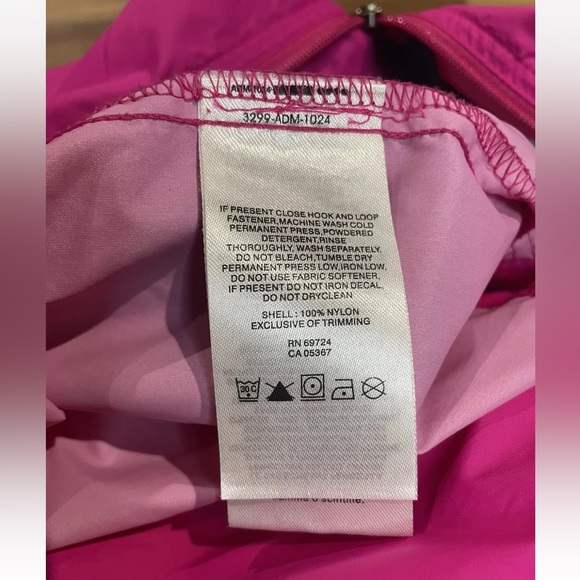 3299-ADM-1024
IF PRESENT CLOSE HOOK AND LOOP
FASTENER,MACHINE WASH COLD
PERMANENT PRESS,POWDERED
DETERGENT,RINSE
THOROUGHLY, WASH SEPARATELY.
DO NOT BLEACH,TUMBLE DRY
PERMANENT PRESS LOW,IRON LOW.
DO NOT USE FABRIC SOFTENER.
IF PRESENT DO NOT IRON DECAL,
DO NOT DRYCLEAN
SHELL : 100% NYLON
EXCLUSIVE OF TRIMMING
RN 69724
CA 05367
30 C